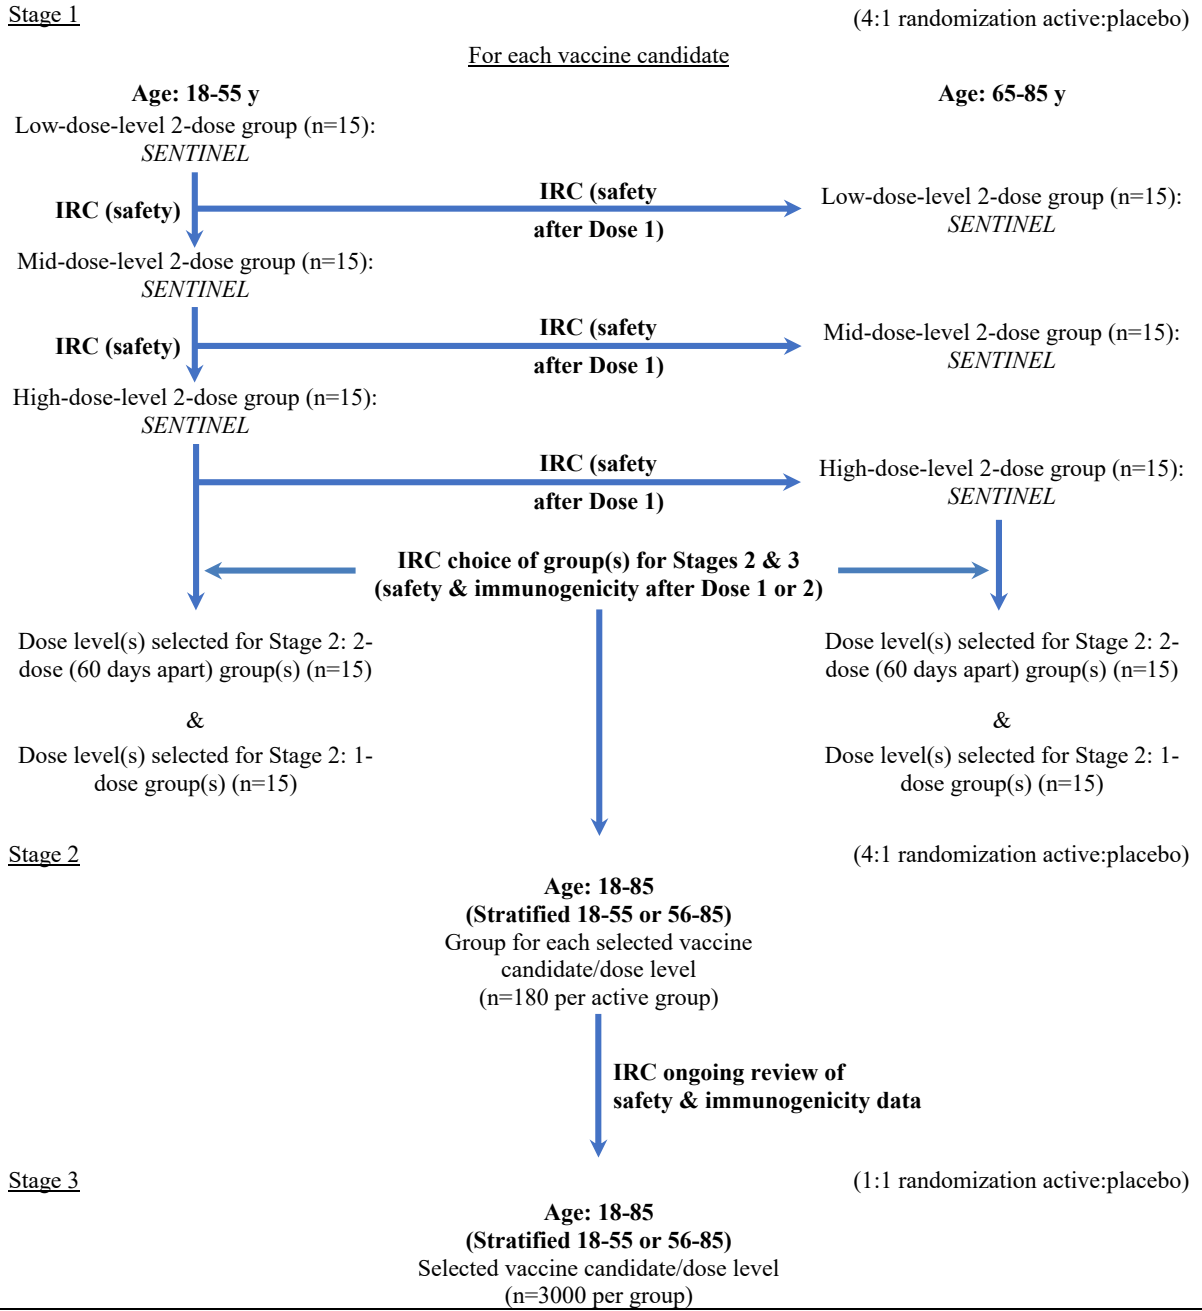 Stage 1
(4:1 randomization active:placebo)
For each vaccine candidate
Age: 18-55 y
Age: 65-85 y
Low-dose-level 2-dose group (n=15):
SENTINEL
IRC (safety)
IRC (safety
after Dose 1)
Low-dose-level 2-dose group (n=15):
SENTINEL
Mid-dose-level 2-dose group (n=15):
SENTINEL
IRC (safety)
IRC (safety
after Dose 1)
Mid-dose-level 2-dose group (n=15):
SENTINEL
High-dose-level 2-dose group (n=15):
SENTINEL
IRC (safety
after Dose 1)
High-dose-level 2-dose group (n=15):
SENTINEL
IRC choice of group(s) for Stages 2 & 3
(safety & immunogenicity after Dose 1 or 2)
Dose level(s) selected for Stage 2: 2-
dose (60 days apart) group(s) (n=15)
&
Dose level(s) selected for Stage 2: 1-
dose group(s) (n=15)
Dose level(s) selected for Stage 2: 2-
dose (60 days apart) group(s) (n=15)
&
Dose level(s) selected for Stage 2: 1-
dose group(s) (n=15)
Stage 2
(4:1 randomization active:placebo)
Age: 18-85
(Stratified 18-55 or 56-85)
Group for each selected vaccine
candidate/dose level
(n=180 per active group)
IRC ongoing review of
safety & immunogenicity data
Stage 3
(1:1 randomization active:placebo)
Age: 18-85
(Stratified 18-55 or 56-85)
Selected vaccine candidate/dose level
(n=3000 per group)